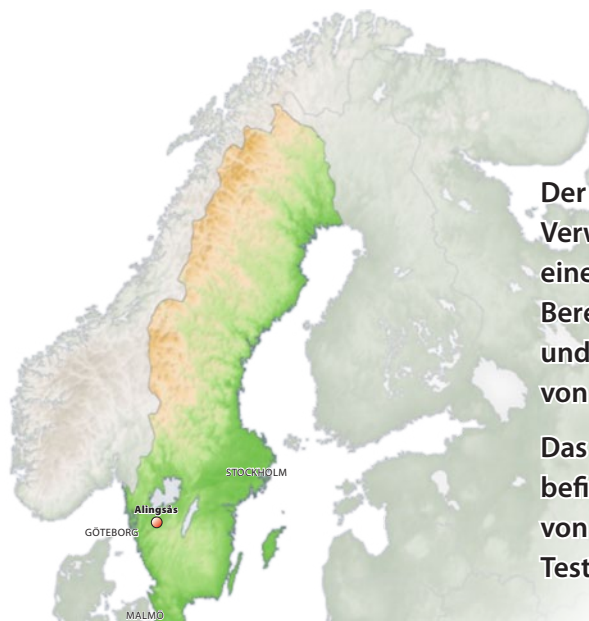 Der
Verw
eine
Bere
und
von
Das
befi
von
Test
STOCKHOLM
Alingsås
GÖTEBORG
MALMÖ